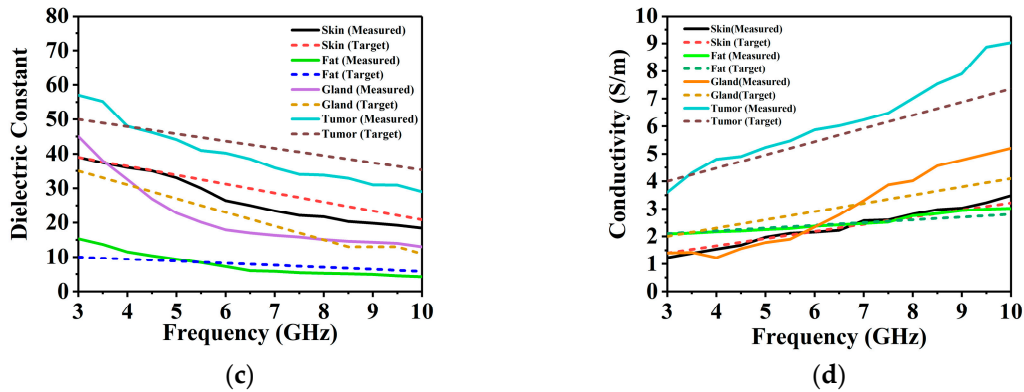 80
70
60
50
40
30
20
10
0
Dielectric Constant
Skin (Measured)
Skin (Target)
Fat (Measured)
Fat (Target)
Gland (Measured)
Gland (Target)
Tumor (Measured)
Tumor (Target)
3 4 5 6 7 8 9 10
Frequency (GHz)
(c)
10
9
8
7
6
5
4
3
2
1
0
Conductivity (S/m)
Skin(Measured)
Skin (Target)
Fat (Measured)
Fat (Target)
Gland(Measured)
Gland(Target)
Tumor (Measured)
Tumor (Target)
3 4 5 6 7 8 9 10
Frequency (GHz)
(d)